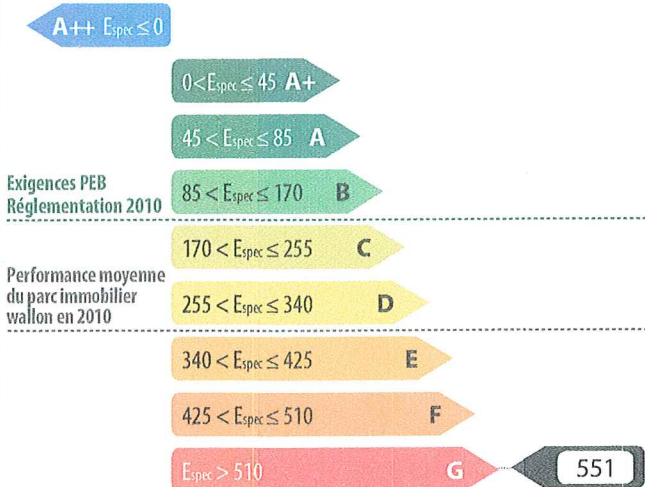 A++ Espec ≤ 0
0 < Espec ≤ 45 A+
45 < Espec ≤ 85 A
Exigences PEB
Réglementation 2010
85 < Espec ≤ 170 B
170 < Espec ≤ 255 C
Performance moyenne
du parc immobilier
wallon en 2010
255 < Espec ≤ 340 D
340 < Espec ≤ 425 E
425 < Espec ≤ 510 F
Espec > 510 G 551